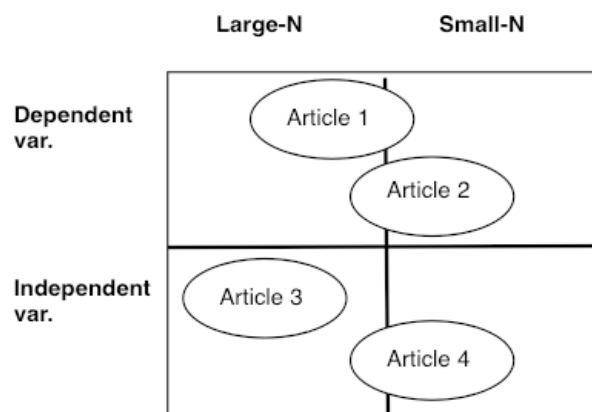 Large-N Small-N
Dependent
var.
Article 1
Article 2
Independent
var.
Article 3
Article 4